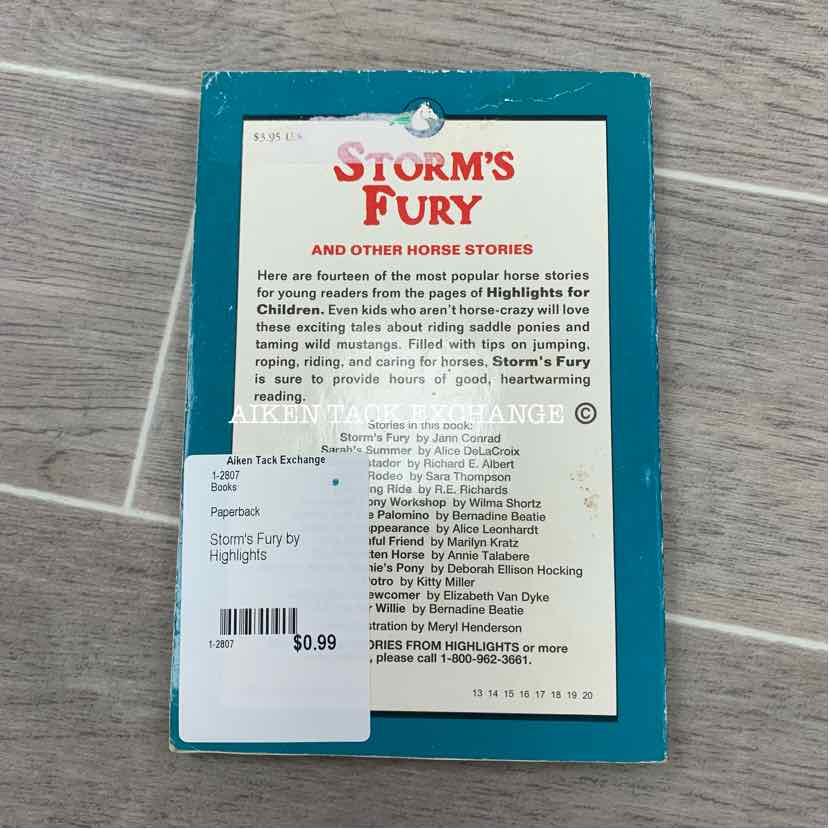 $3.95 U.S.
STORM'S
FURY
AND OTHER HORSE STORIES
Here are fourteen of the most popular horse stories
for young readers from the pages of Highlights for
Children. Even kids who aren't horse-crazy will love
these exciting tales about riding saddle ponies and
taming wild mustangs. Filled with tips on jumping,
roping, riding, and caring for horses, Storm's Fury
is sure to provide hours of good, heartwarming
reading.
AIKEN TACK EXCHANGE ©
Stories in this book:
Storm's Fury by Jann Conrad
Sarah's Summer by Alice DeLaCroix
by Richard E. Albert
Rodeo by Sara Thompson
Ride by R.E. Richards
Workshop by Wilma Shortz
Palomino by Bernadine Beatie
by Alice Leonhardt
Friend by Marilyn Kratz
Horse by Annie Talabere
Pony by Deborah Ellison Hocking
by Kitty Miller
by Elizabeth Van Dyke
Willie by Bernadine Beatie
by Meryl Henderson
FROM HIGHLIGHTS or more
, please call 1-800-962-3661.
13 14 15 16 17 18 19 20
Aiken Tack Exchange
1-2807
Books
Paperback
Storm's Fury by
Highlights
1-2807 $0.99